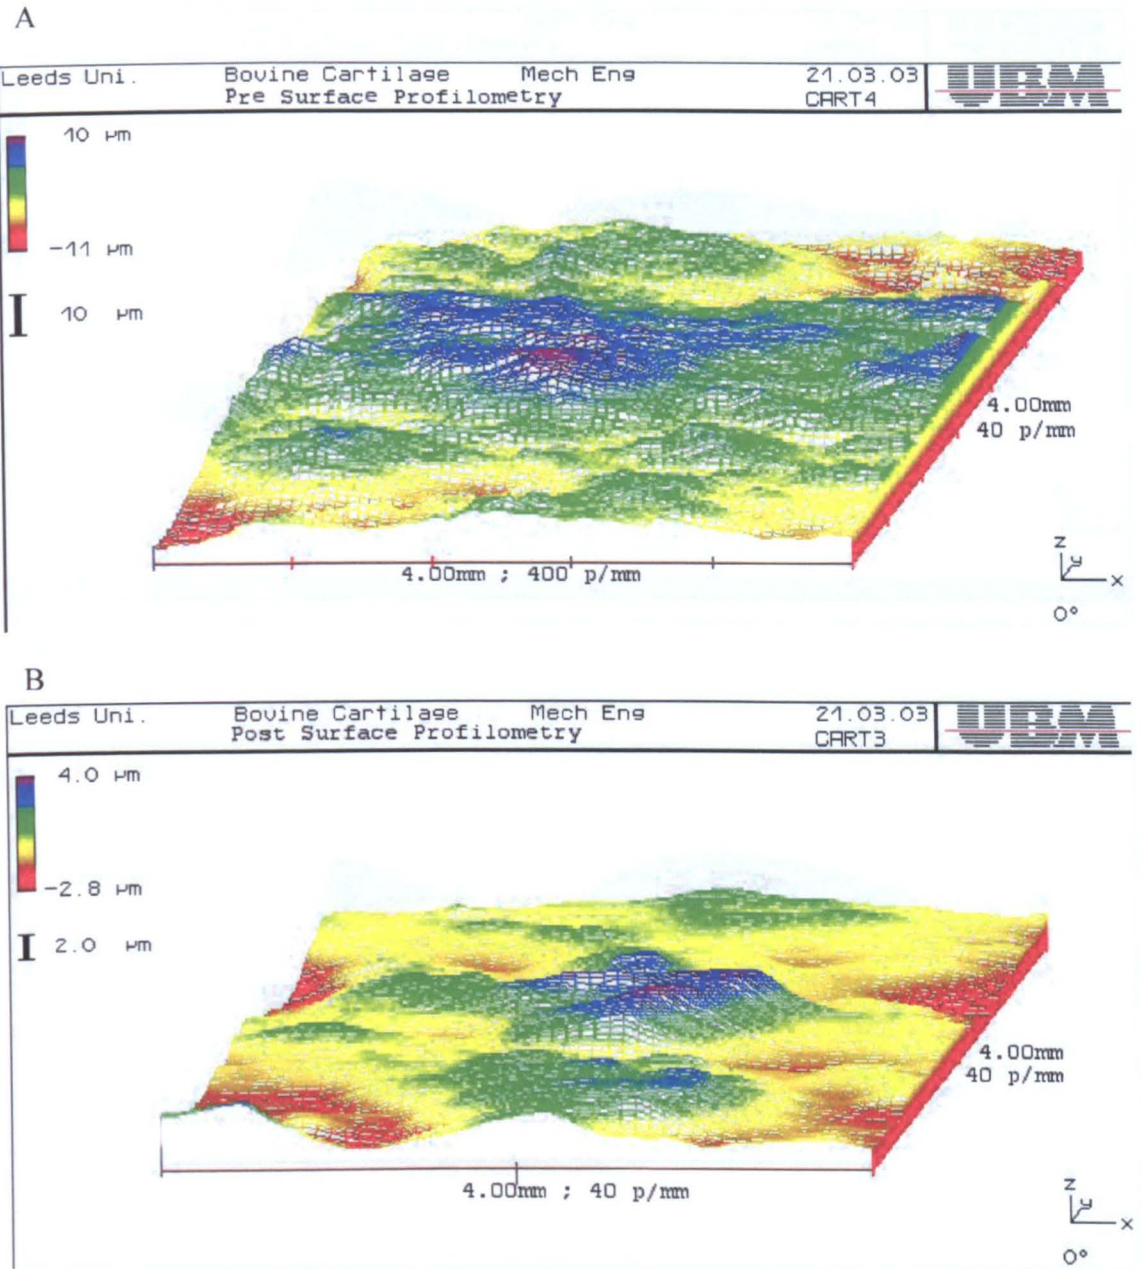 A
Leeds Uni. Bovine Cartilage Mech Eng 21.03.03 UBM
Pre Surface Profilometry CART4
10 µm
-11 µm
10 µm
4.00mm
40 p/mm
4.00mm ; 400 p/mm
z
y
x
0°
B
Leeds Uni. Bovine Cartilage Mech Eng 21.03.03 UBM
Post Surface Profilometry CART3
4.0 µm
-2.8 µm
2.0 µm
4.00mm
40 p/mm
4.00mm ; 40 p/mm
z
y
x
0°